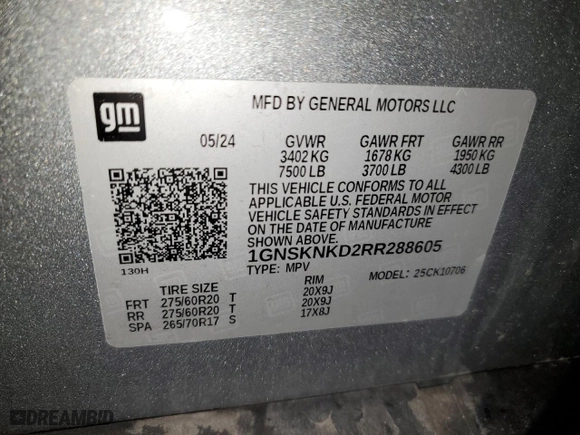 gm
MFD BY GENERAL MOTORS LLC
05/24 GVWR GAWR FRT GAWR RR
3402 KG 1678 KG 1950 KG
7500 LB 3700 LB 4300 LB
THIS VEHICLE CONFORMS TO ALL
APPLICABLE U.S. FEDERAL MOTOR
VEHICLE SAFETY STANDARDS IN EFFECT
ON THE DATE OF MANUFACTURE
SHOWN ABOVE.
1GNSKNKD2RR288605
TYPE: MPV MODEL: 25CK10706
130H
TIRE SIZE RIM
FRT 275/60R20 T 20X9J
RR 275/60R20 T 20X9J
SPA 265/70R17 S 17X8J
DREAMBID